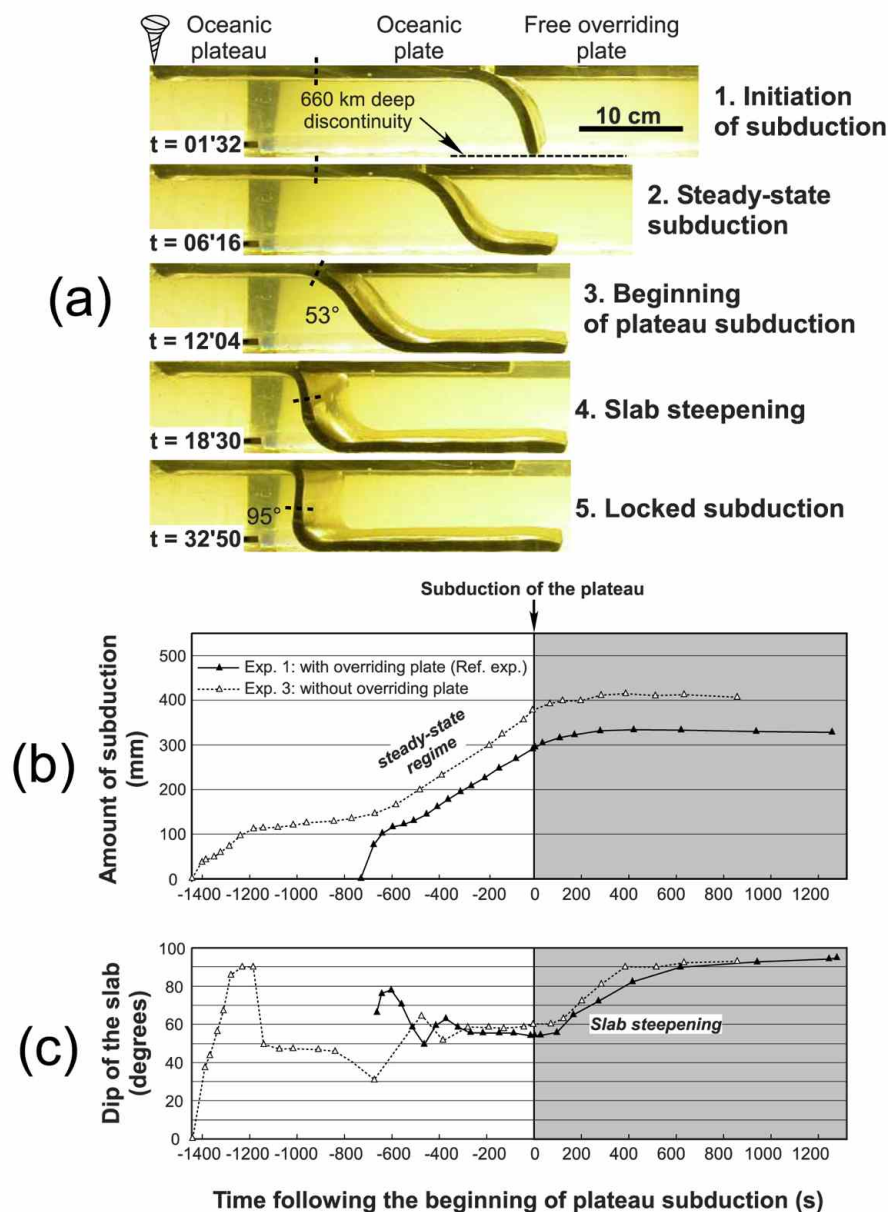 Oceanic plateau
Oceanic plate
Free overriding plate
660 km deep discontinuity
10 cm
t = 01'32
1. Initiation of subduction
t = 06'16
2. Steady-state subduction
(a)
53°
t = 12'04
3. Beginning of plateau subduction
t = 18'30
4. Slab steepening
95°
t = 32'50
5. Locked subduction
Subduction of the plateau
(b)
Amount of subduction (mm)
500
400
300
200
100
0
Exp. 1: with overriding plate (Ref. exp.)
Exp. 3: without overriding plate
steady-state regime
-1400 -1200 -1000 -800 -600 -400 -200 0 200 400 600 800 1000 1200
(c)
Dip of the slab (degrees)
100
80
60
40
20
0
Slab steepening
-1400 -1200 -1000 -800 -600 -400 -200 0 200 400 600 800 1000 1200
Time following the beginning of plateau subduction (s)